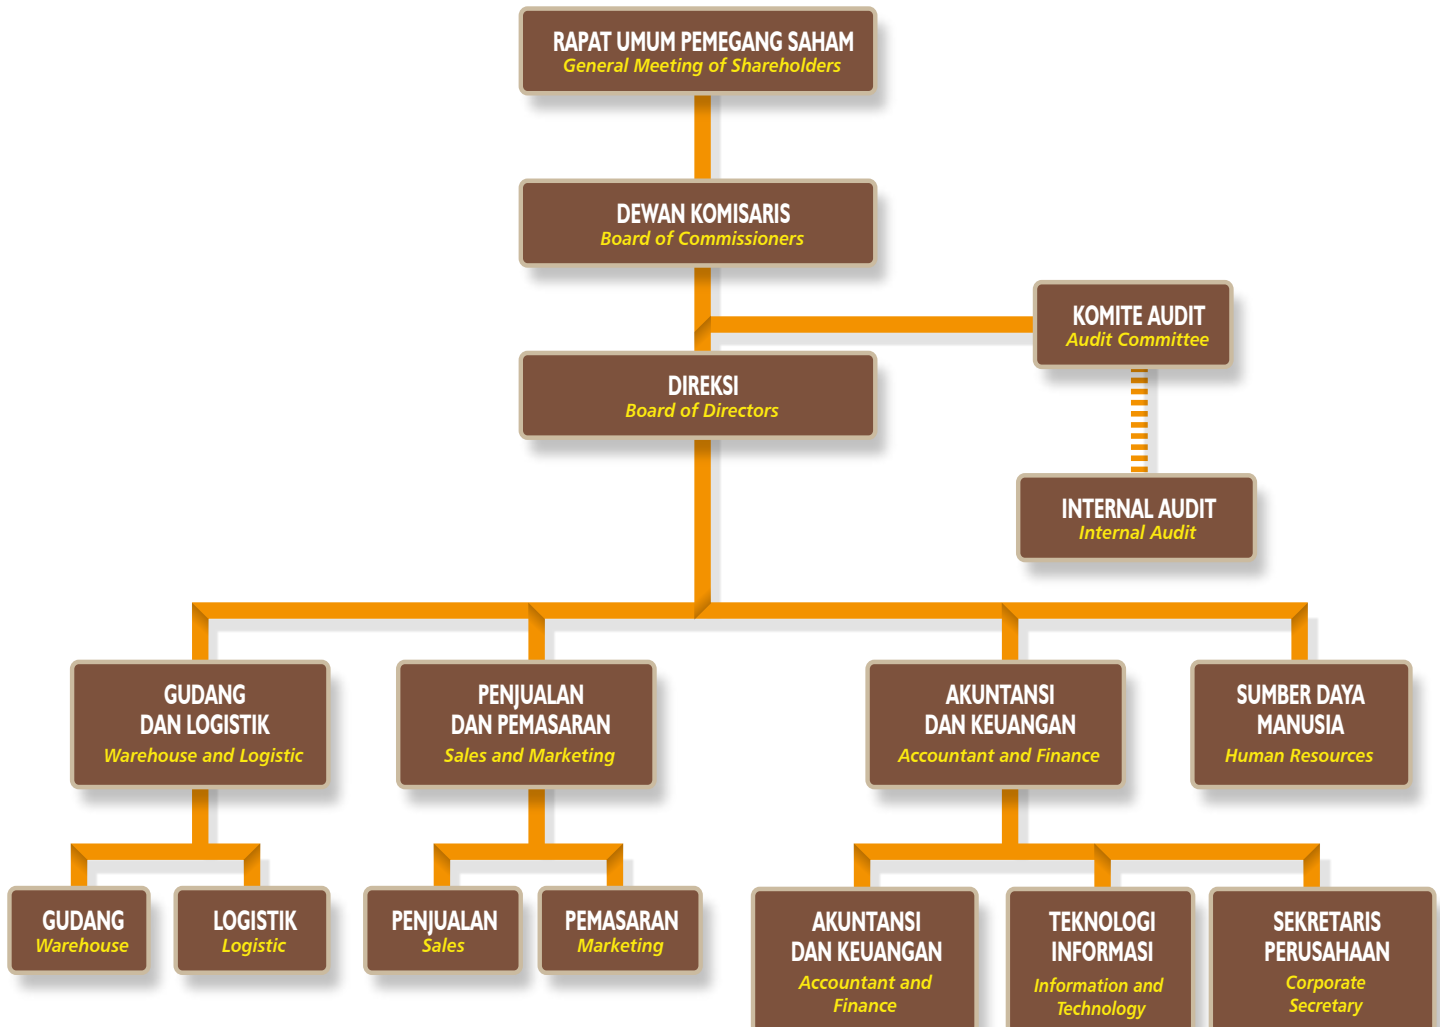 RAPAT UMUM PEMEGANG SAHAM
General Meeting of Shareholders
DEWAN KOMISARIS
Board of Commissioners
KOMITE AUDIT
Audit Committee
DIREKSI
Board of Directors
INTERNAL AUDIT
Internal Audit
GUDANG
DAN LOGISTIK
Warehouse and Logistic
PENJUALAN
DAN PEMASARAN
Sales and Marketing
AKUNTANSI
DAN KEUANGAN
Accountant and Finance
SUMBER DAYA
MANUSIA
Human Resources
GUDANG
Warehouse
LOGISTIK
Logistic
PENJUALAN
Sales
PEMASARAN
Marketing
AKUNTANSI
DAN KEUANGAN
Accountant and
Finance
TEKNOLOGI
INFORMASI
Information and
Technology
SEKRETARIS
PERUSAHAAN
Corporate
Secretary